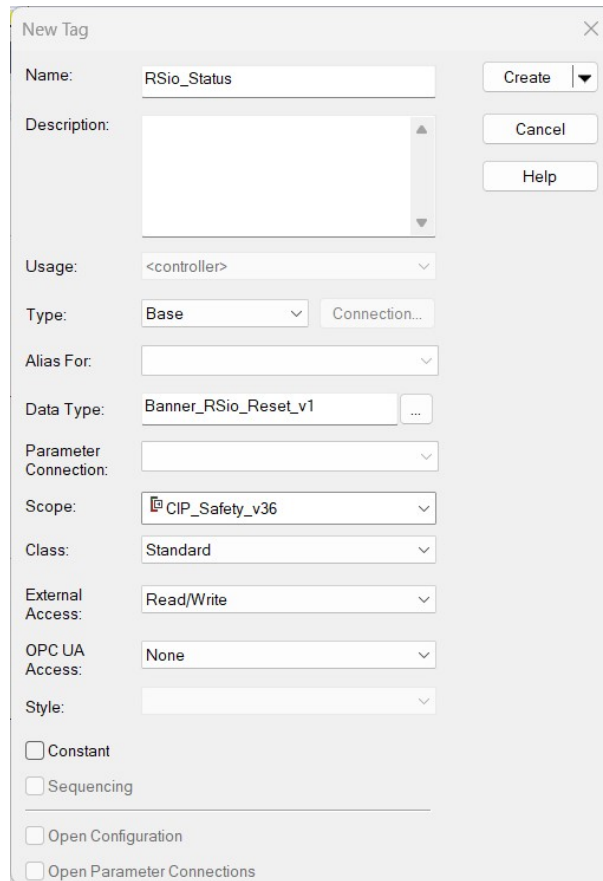 New Tag
Name: RSio_Status Create
Description: Cancel
Help
Usage: <controller>
Type: Base Connection...
Alias For:
Data Type: Banner_RSio_Reset_v1 ...
Parameter
Connection:
Scope: CIP_Safety_v36
Class: Standard
External
Access: Read/Write
OPC UA
Access: None
Style:
Constant
Sequencing
Open Configuration
Open Parameter Connections